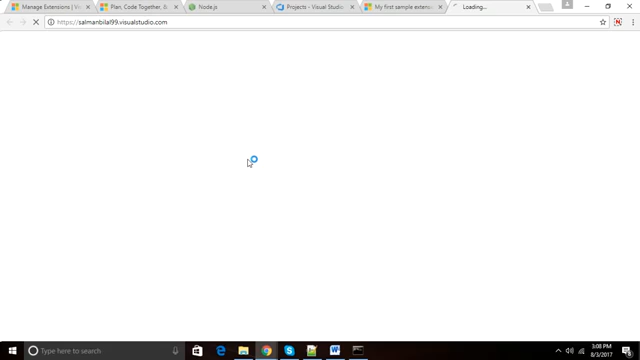 Manage Extensions | Vi
Plan, Code Together, &
Node.js
Projects - Visual Studio
My first sample extensi
Loading...
https://salmanbilal99.visualstudio.com
Type here to search
3:08 PM
8/3/2017